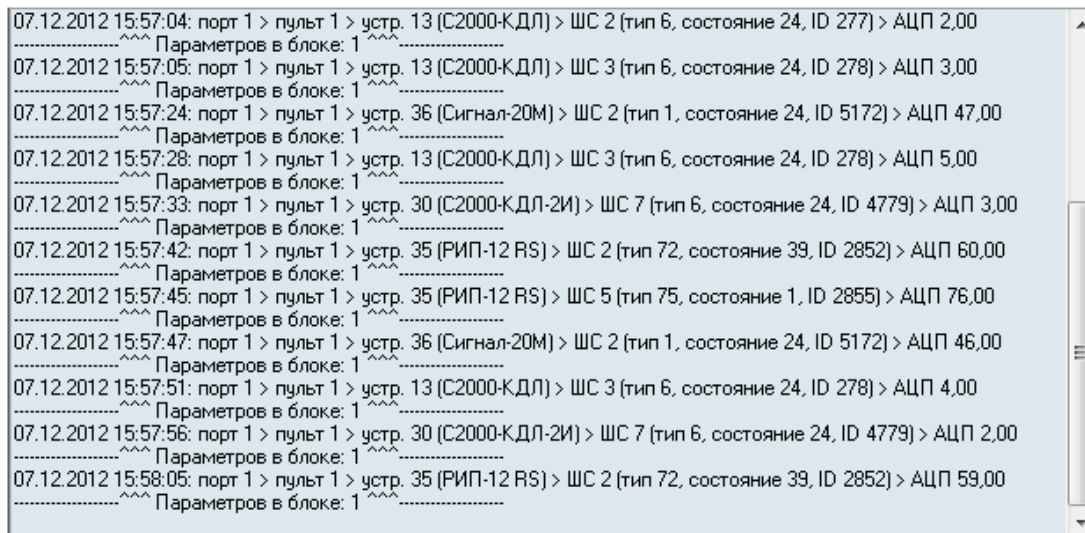 07.12.2012 15:57:04: порт 1 > пульт 1 > устр. 13 (С2000-КДЛ) > ШС 2 (тип 6, состояние 24, ID 277) > АЦП 2,00
-------------------^^^ Параметров в блоке: 1 ^^^-------------------
07.12.2012 15:57:05: порт 1 > пульт 1 > устр. 13 (С2000-КДЛ) > ШС 3 (тип 6, состояние 24, ID 278) > АЦП 3,00
-------------------^^^ Параметров в блоке: 1 ^^^-------------------
07.12.2012 15:57:24: порт 1 > пульт 1 > устр. 36 (Сигнал-20М) > ШС 2 (тип 1, состояние 24, ID 5172) > АЦП 47,00
-------------------^^^ Параметров в блоке: 1 ^^^-------------------
07.12.2012 15:57:28: порт 1 > пульт 1 > устр. 13 (С2000-КДЛ) > ШС 3 (тип 6, состояние 24, ID 278) > АЦП 5,00
-------------------^^^ Параметров в блоке: 1 ^^^-------------------
07.12.2012 15:57:33: порт 1 > пульт 1 > устр. 30 (С2000-КДЛ-2И) > ШС 7 (тип 6, состояние 24, ID 4779) > АЦП 3,00
-------------------^^^ Параметров в блоке: 1 ^^^-------------------
07.12.2012 15:57:42: порт 1 > пульт 1 > устр. 35 (РИП-12 RS) > ШС 2 (тип 72, состояние 39, ID 2852) > АЦП 60,00
-------------------^^^ Параметров в блоке: 1 ^^^-------------------
07.12.2012 15:57:45: порт 1 > пульт 1 > устр. 35 (РИП-12 RS) > ШС 5 (тип 75, состояние 1, ID 2855) > АЦП 76,00
-------------------^^^ Параметров в блоке: 1 ^^^-------------------
07.12.2012 15:57:47: порт 1 > пульт 1 > устр. 36 (Сигнал-20М) > ШС 2 (тип 1, состояние 24, ID 5172) > АЦП 46,00
-------------------^^^ Параметров в блоке: 1 ^^^-------------------
07.12.2012 15:57:51: порт 1 > пульт 1 > устр. 13 (С2000-КДЛ) > ШС 3 (тип 6, состояние 24, ID 278) > АЦП 4,00
-------------------^^^ Параметров в блоке: 1 ^^^-------------------
07.12.2012 15:57:56: порт 1 > пульт 1 > устр. 30 (С2000-КДЛ-2И) > ШС 7 (тип 6, состояние 24, ID 4779) > АЦП 2,00
-------------------^^^ Параметров в блоке: 1 ^^^-------------------
07.12.2012 15:58:05: порт 1 > пульт 1 > устр. 35 (РИП-12 RS) > ШС 2 (тип 72, состояние 39, ID 2852) > АЦП 59,00
-------------------^^^ Параметров в блоке: 1 ^^^-------------------